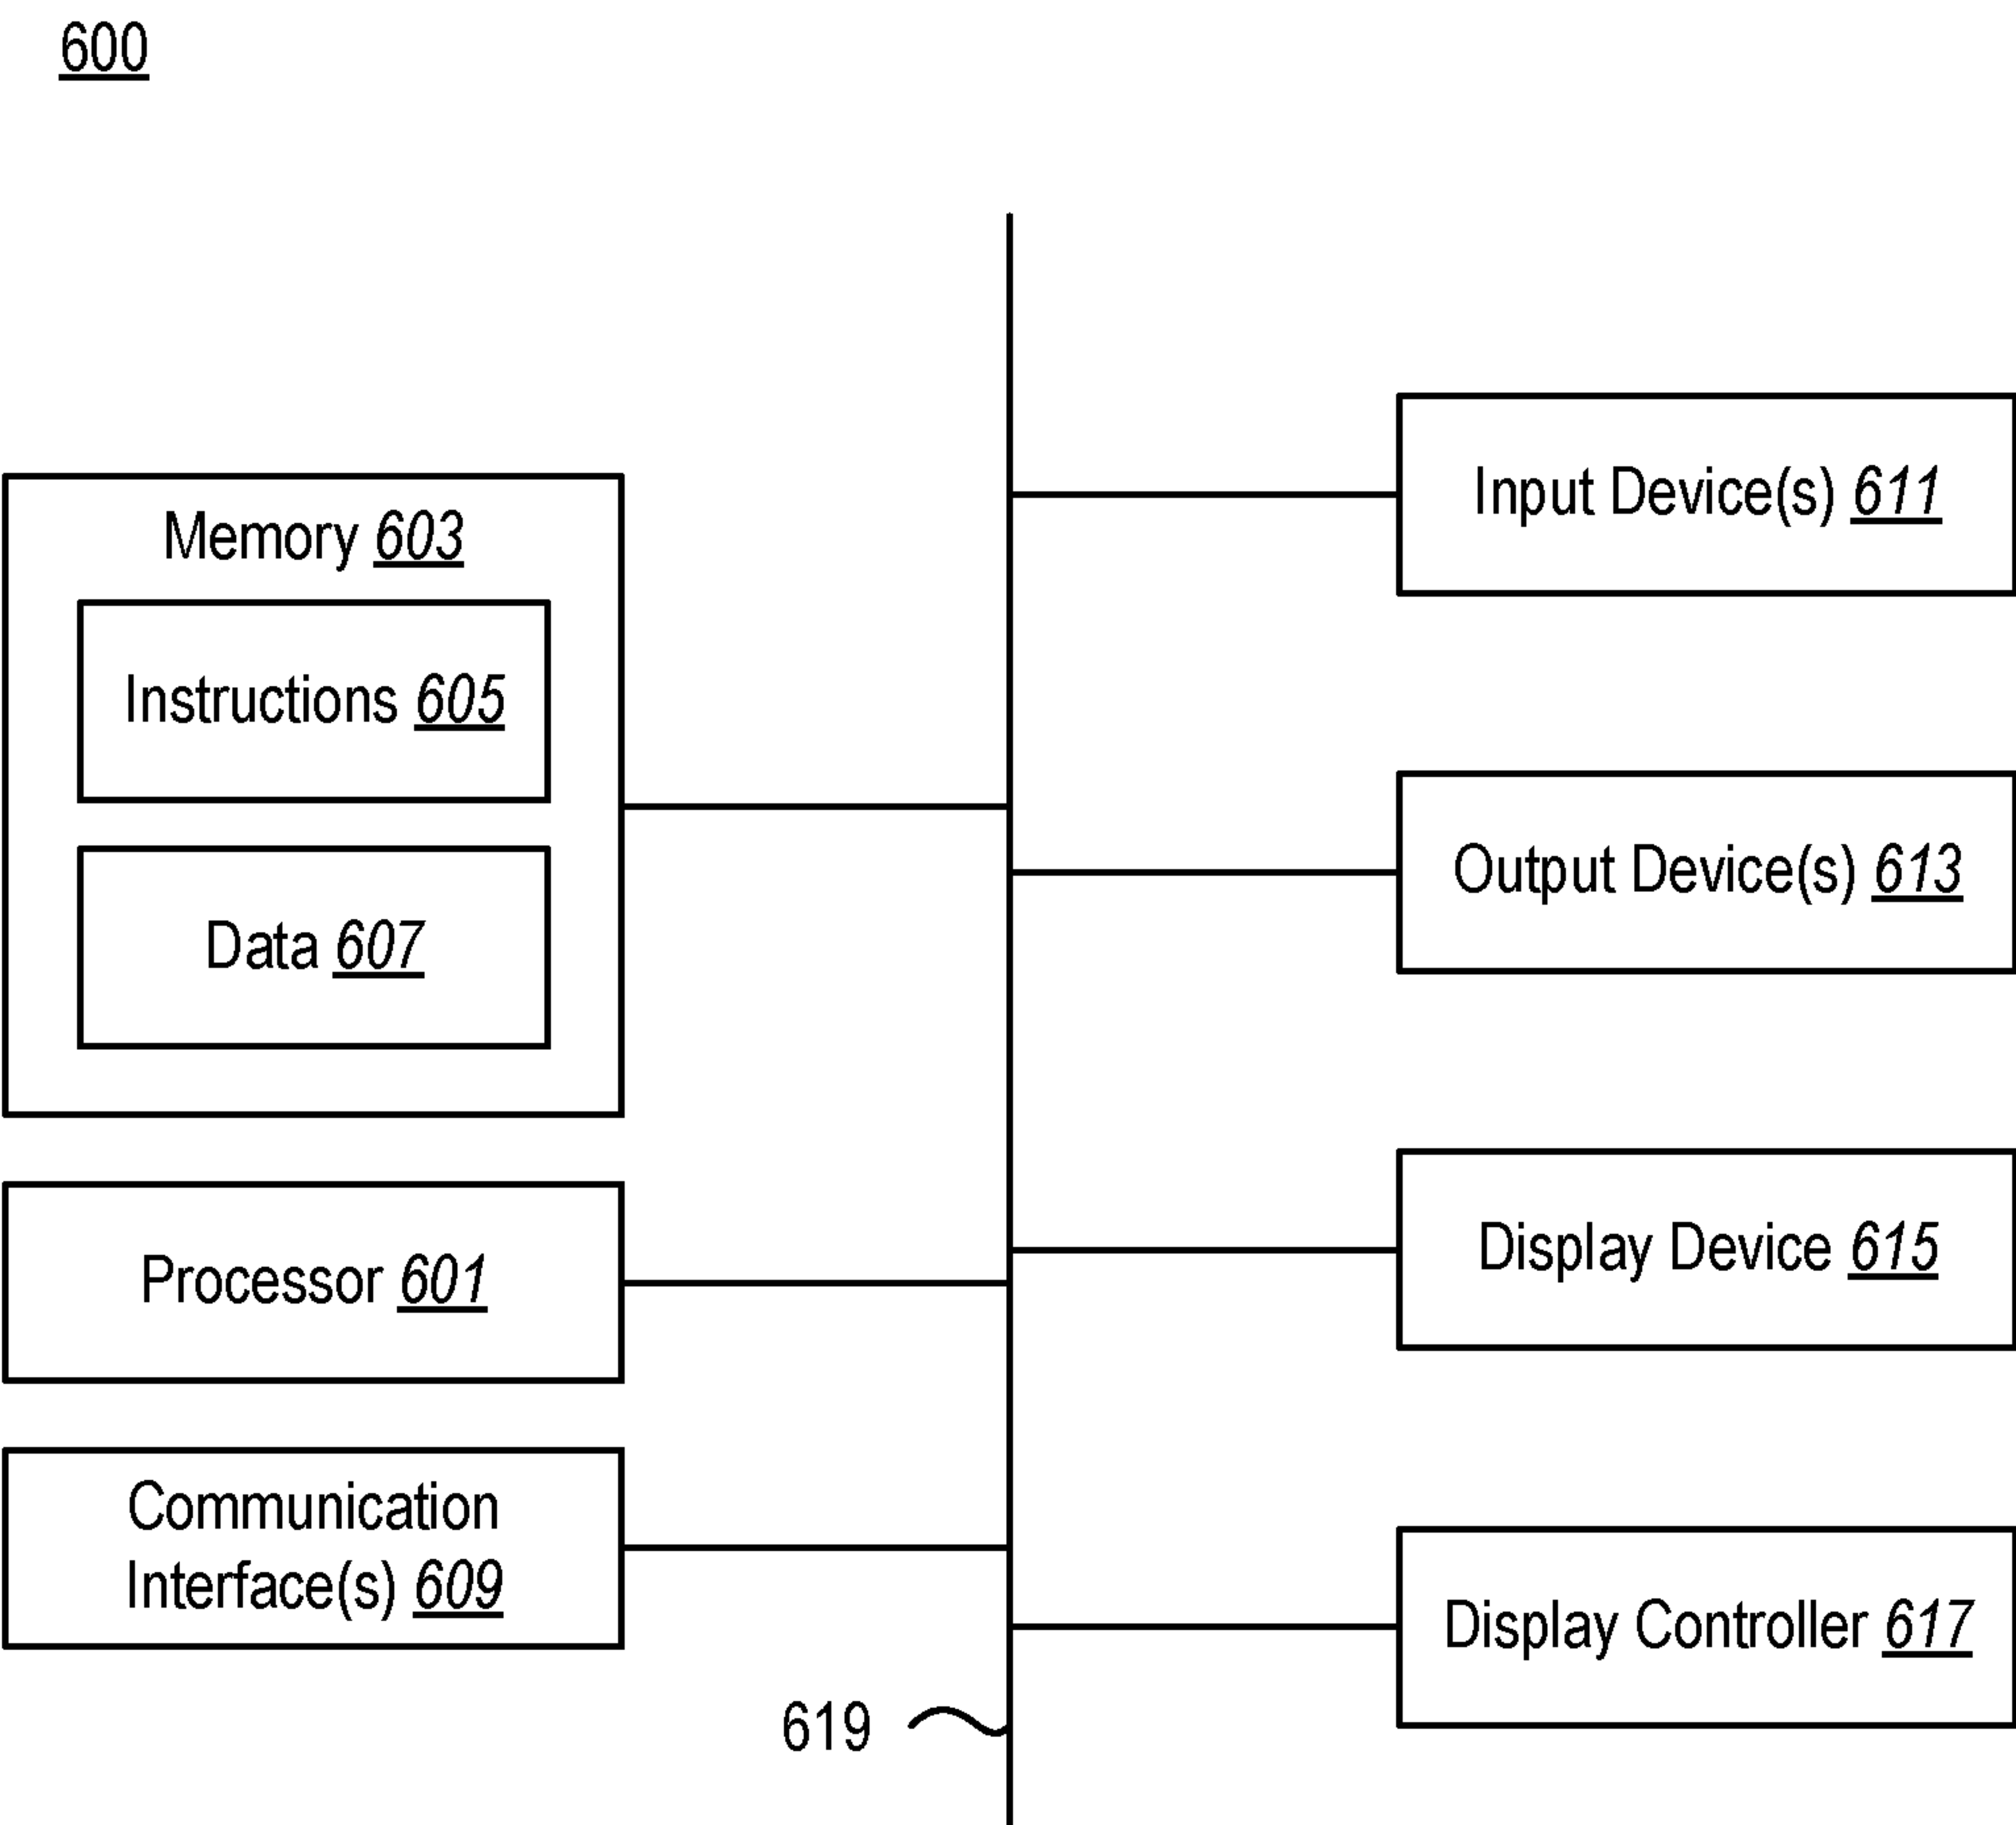 600
Memory 603
Instructions 605
Data 607
Processor 601
Communication
Interface(s) 609
Input Device(s) 611
Output Device(s) 613
Display Device 615
Display Controller 617
619